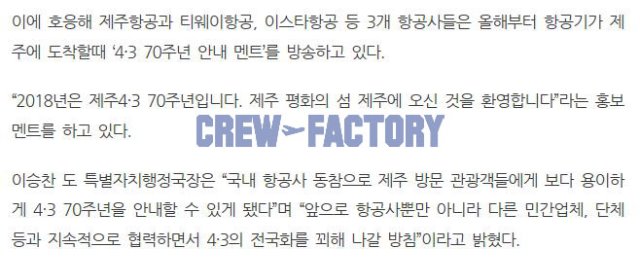 이에 호응해 제주항공과 티웨이항공, 이스타항공 등 3개 항공사들은 올해부터 항공기가 제
주에 도착할때 ‘4·3 70주년 안내 멘트’를 방송하고 있다.
“2018년은 제주4·3 70주년입니다. 제주 평화의 섬 제주에 오신 것을 환영합니다”라는 홍보
멘트를 하고 있다.
CREW FACTORY
이승찬 도 특별자치행정국장은 “국내 항공사 동참으로 제주 방문 관광객들에게 보다 용이하
게 4·3 70주년을 안내할 수 있게 됐다”며 “앞으로 항공사뿐만 아니라 다른 민간업체, 단체
등과 지속적으로 협력하면서 4·3의 전국화를 꾀해 나갈 방침”이라고 밝혔다.